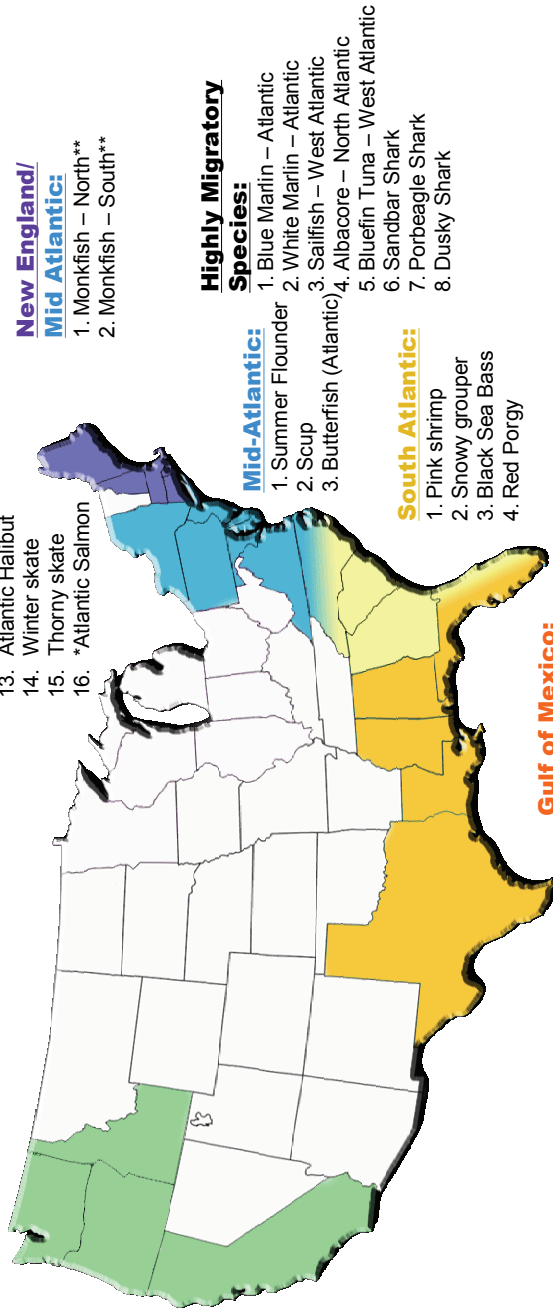 13. Atlantic Halibut
14. Winter skate
15. Thorny skate
16. *Atlantic Salmon
New England/
Mid Atlantic:
1. Monkfish – North**
2. Monkfish – South**
Highly Migratory
Species:
1. Blue Marlin – Atlantic
2. White Marlin – Atlantic
3. Sailfish – West Atlantic
4. Albacore – North Atlantic
5. Bluefin Tuna – West Atlantic
6. Sandbar Shark
7. Porbeagle Shark
8. Dusky Shark
Mid-Atlantic:
1. Summer Flounder
2. Scup
3. Butterfish (Atlantic)
South Atlantic:
1. Pink shrimp
2. Snowy grouper
3. Black Sea Bass
4. Red Porgy
Gulf of Mexico: